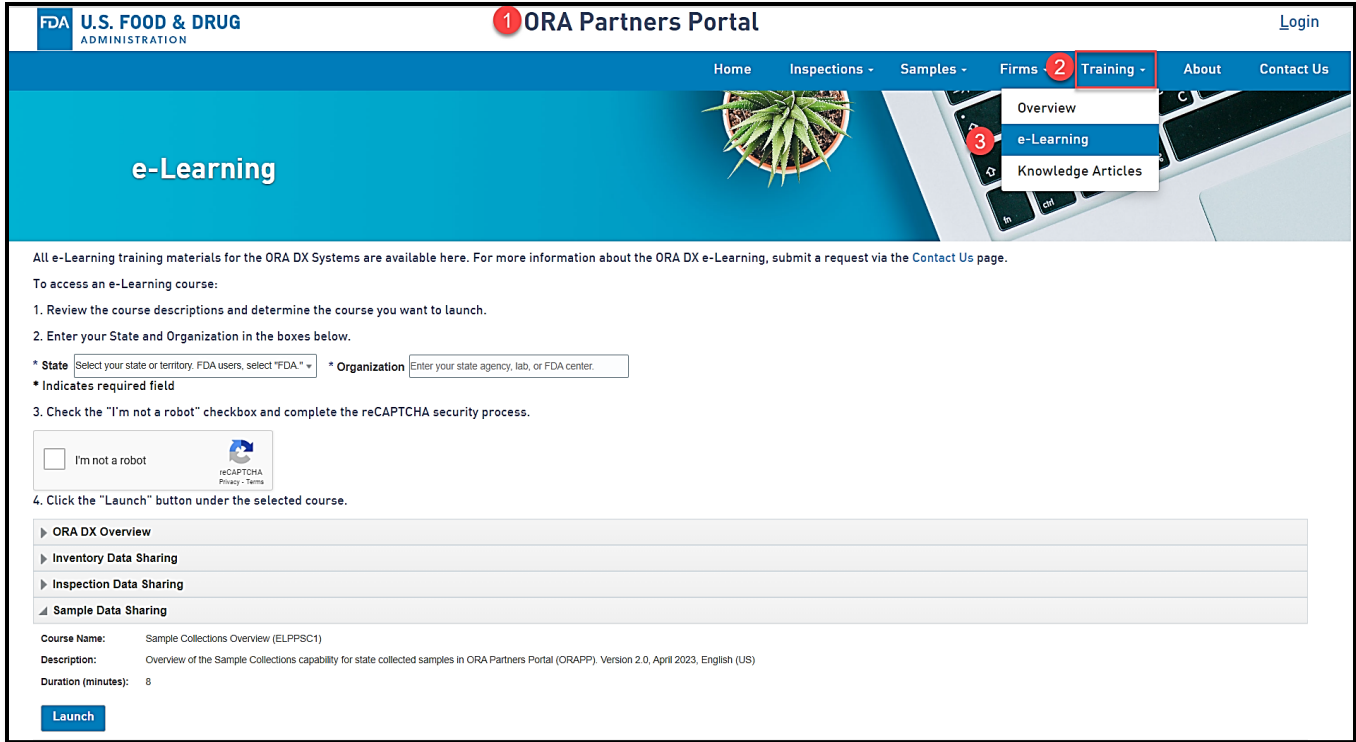 FDA U.S. FOOD & DRUG
ADMINISTRATION
1 ORA Partners Portal
Login
Home Inspections Samples Firms 2 Training About Contact Us
Overview
3 e-Learning
Knowledge Articles
fn ctrl
C
e-Learning
All e-Learning training materials for the ORA DX Systems are available here. For more information about the ORA DX e-Learning, submit a request via the Contact Us page.
To access an e-Learning course:
1. Review the course descriptions and determine the course you want to launch.
2. Enter your State and Organization in the boxes below.
* State Select your state or territory. FDA users, select "FDA." * Organization Enter your state agency, lab, or FDA center.
* Indicates required field
3. Check the "I'm not a robot" checkbox and complete the reCAPTCHA security process.
I'm not a robot
reCAPTCHA
Privacy - Terms
4. Click the "Launch" button under the selected course.
ORA DX Overview
Inventory Data Sharing
Inspection Data Sharing
Sample Data Sharing
Course Name: Sample Collections Overview (ELPPSC1)
Description: Overview of the Sample Collections capability for state collected samples in ORA Partners Portal (ORAPP). Version 2.0, April 2023, English (US)
Duration (minutes): 8
Launch